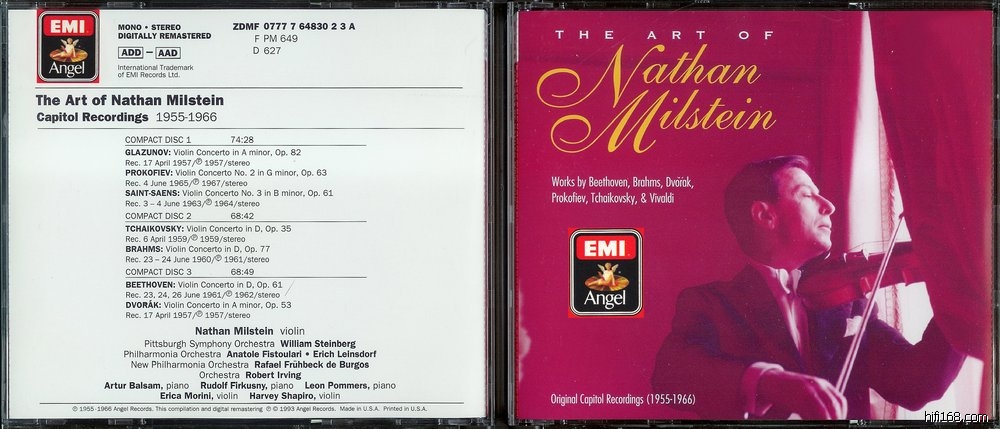 EMI
Angel
MONO • STEREO
DIGITALLY REMASTERED
ADD – AAD
International Trademark
of EMI Records Ltd.
ZDMF 0777 7 64830 2 3 A
F PM 649
D 627
The Art of Nathan Milstein
Capitol Recordings 1955-1966
COMPACT DISC 1 74:28
GLAZUNOV: Violin Concerto in A minor, Op. 82
Rec. 17 April 1957/℗ 1957/stereo
PROKOFIEV: Violin Concerto No. 2 in G minor, Op. 63
Rec. 4 June 1965/℗ 1967/stereo
SAINT-SAENS: Violin Concerto No. 3 in B minor, Op. 61
Rec. 3 – 4 June 1963/℗ 1964/stereo
COMPACT DISC 2 68:42
TCHAIKOVSKY: Violin Concerto in D, Op. 35
Rec. 6 April 1959/℗ 1959/stereo
BRAHMS: Violin Concerto in D, Op. 77
Rec. 23 – 24 June 1960/℗ 1961/stereo
COMPACT DISC 3 68:49
BEETHOVEN: Violin Concerto in D, Op. 61
Rec. 23, 24, 26 June 1961/℗ 1962/stereo
DVOŘÁK: Violin Concerto in A minor, Op. 53
Rec. 17 April 1957/℗ 1957/stereo
Nathan Milstein violin
Pittsburgh Symphony Orchestra William Steinberg
Philharmonia Orchestra Anatole Fistoulari • Erich Leinsdorf
New Philharmonia Orchestra Rafael Frühbeck de Burgos
Orchestra Robert Irving
Artur Balsam, piano Rudolf Firkusny, piano Leon Pommers, piano
Erica Morini, violin Harvey Shapiro, violin
℗ 1955-1966 Angel Records. This compilation and digital remastering ℗ © 1993 Angel Records. Made in U.S.A. Printed in U.S.A.
THE ART OF
Nathan
Milstein
Works by Beethoven, Brahms, Dvořák,
Prokofiev, Tchaikovsky, & Vivaldi
EMI
Angel
Original Capitol Recordings (1955-1966)
hifi168.com